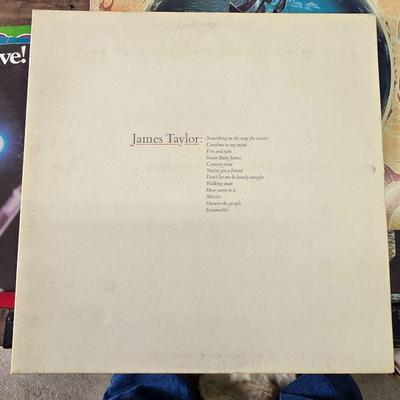 ve!
James Taylor:
Something in the way she moves
Carolina in my mind
Fire and rain
Sweet Baby James
Country road
You've got a friend
Don't let me be lonely tonight
Walking man
How sweet it is
Mexico
Shower the people
Steamroller